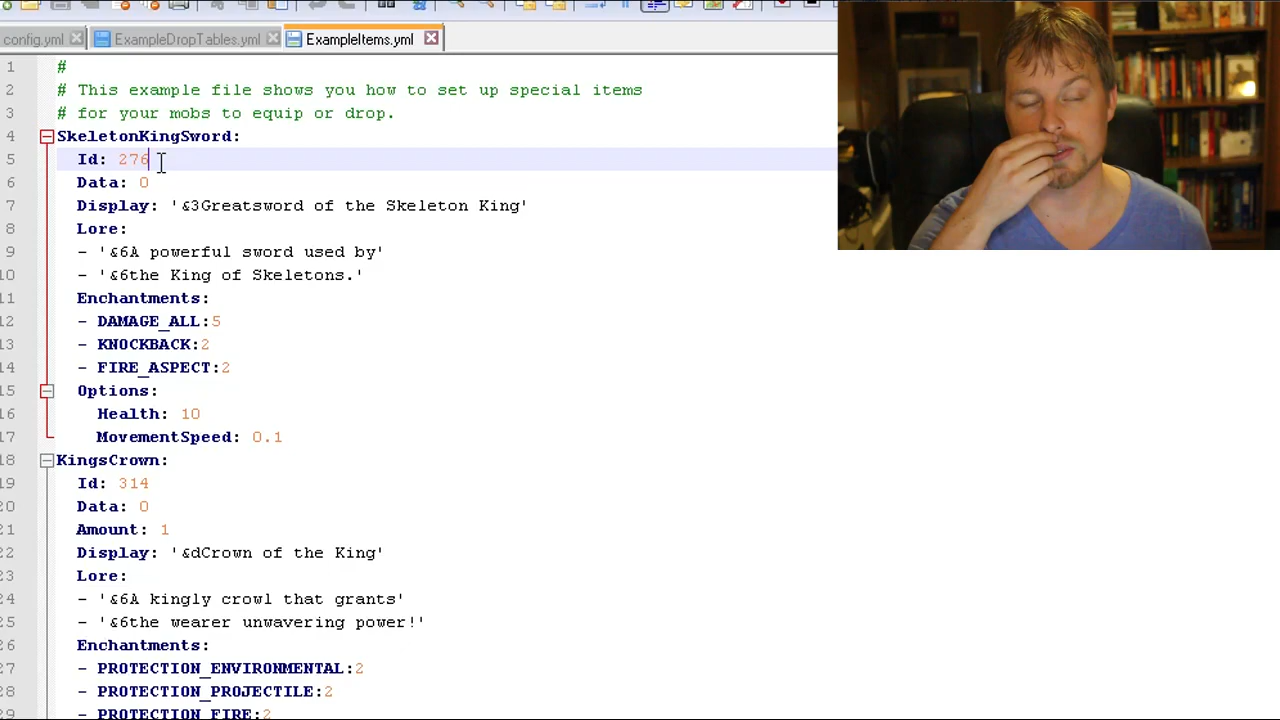 config.yml
ExampleDropTables.yml
ExampleItems.yml
1 #
2 # This example file shows you how to set up special items
3 # for your mobs to equip or drop.
4 SkeletonKingSword:
5 Id: 276
6 Data: 0
7 Display: '&3Greatsword of the Skeleton King'
8 Lore:
9 - '&6A powerful sword used by'
10 - '&6the King of Skeletons.'
11 Enchantments:
12 - DAMAGE_ALL:5
13 - KNOCKBACK:2
14 - FIRE_ASPECT:2
15 Options:
16 Health: 10
17 MovementSpeed: 0.1
18 KingsCrown:
19 Id: 314
20 Data: 0
21 Amount: 1
22 Display: '&dCrown of the King'
23 Lore:
24 - '&6A kingly crowl that grants'
25 - '&6the wearer unwavering power!'
26 Enchantments:
27 - PROTECTION_ENVIRONMENTAL:2
28 - PROTECTION_PROJECTILE:2
29 - PROTECTION_FIRE:2